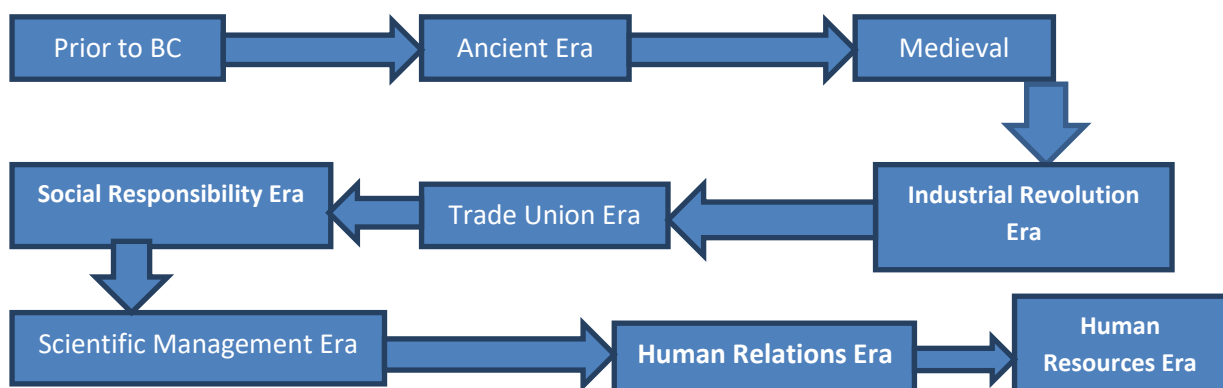 Prior to BC
Ancient Era
Medieval
Industrial Revolution
Era
Trade Union Era
Social Responsibility Era
Scientific Management Era
Human Relations Era
Human
Resources Era